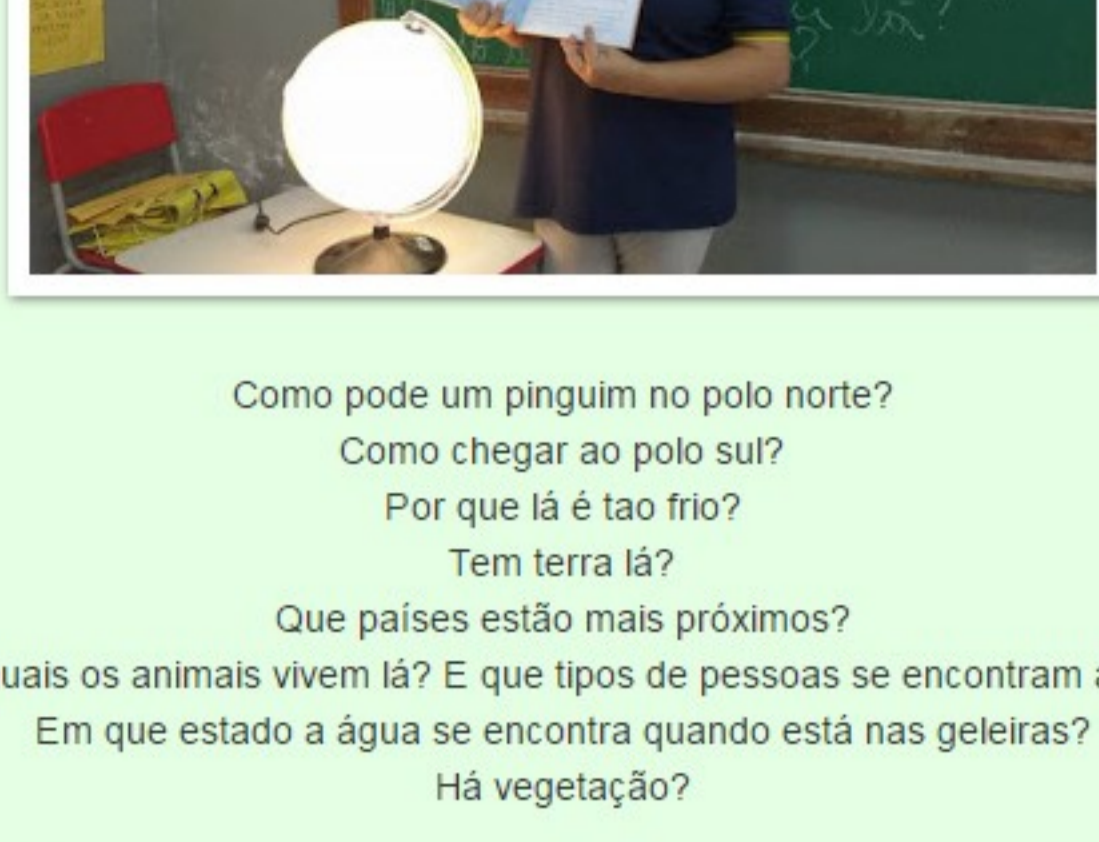 lá?
?
Como pode um pinguim no polo norte?
Como chegar ao polo sul?
Por que lá é tao frio?
Tem terra lá?
Que países estão mais próximos?
uais os animais vivem lá? E que tipos de pessoas se encontram
Em que estado a água se encontra quando está nas geleiras?
Há vegetação?